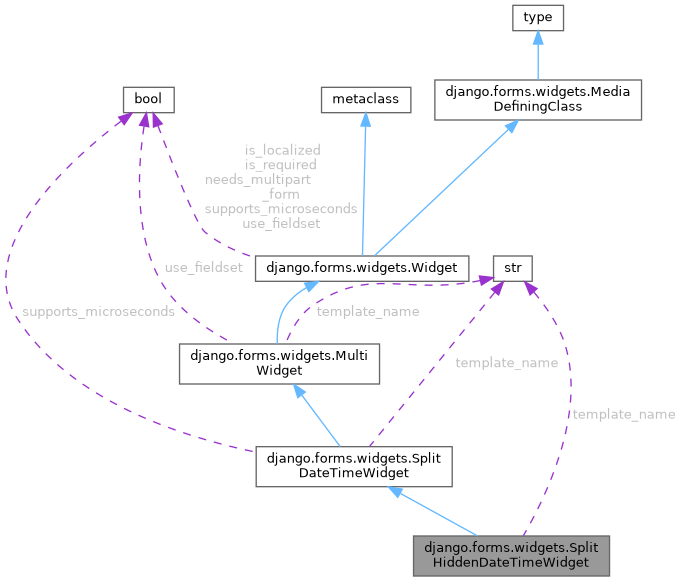 type
django.forms.widgets.Media
DefiningClass
bool
metaclass
is_localized
is_required
needs_multipart
_form
supports_microseconds
use_fieldset
django.forms.widgets.Widget
str
use_fieldset
supports_microseconds
template_name
django.forms.widgets.Multi
Widget
template_name
template_name
django.forms.widgets.Split
DateTimeWidget
django.forms.widgets.Split
HiddenDateTimeWidget